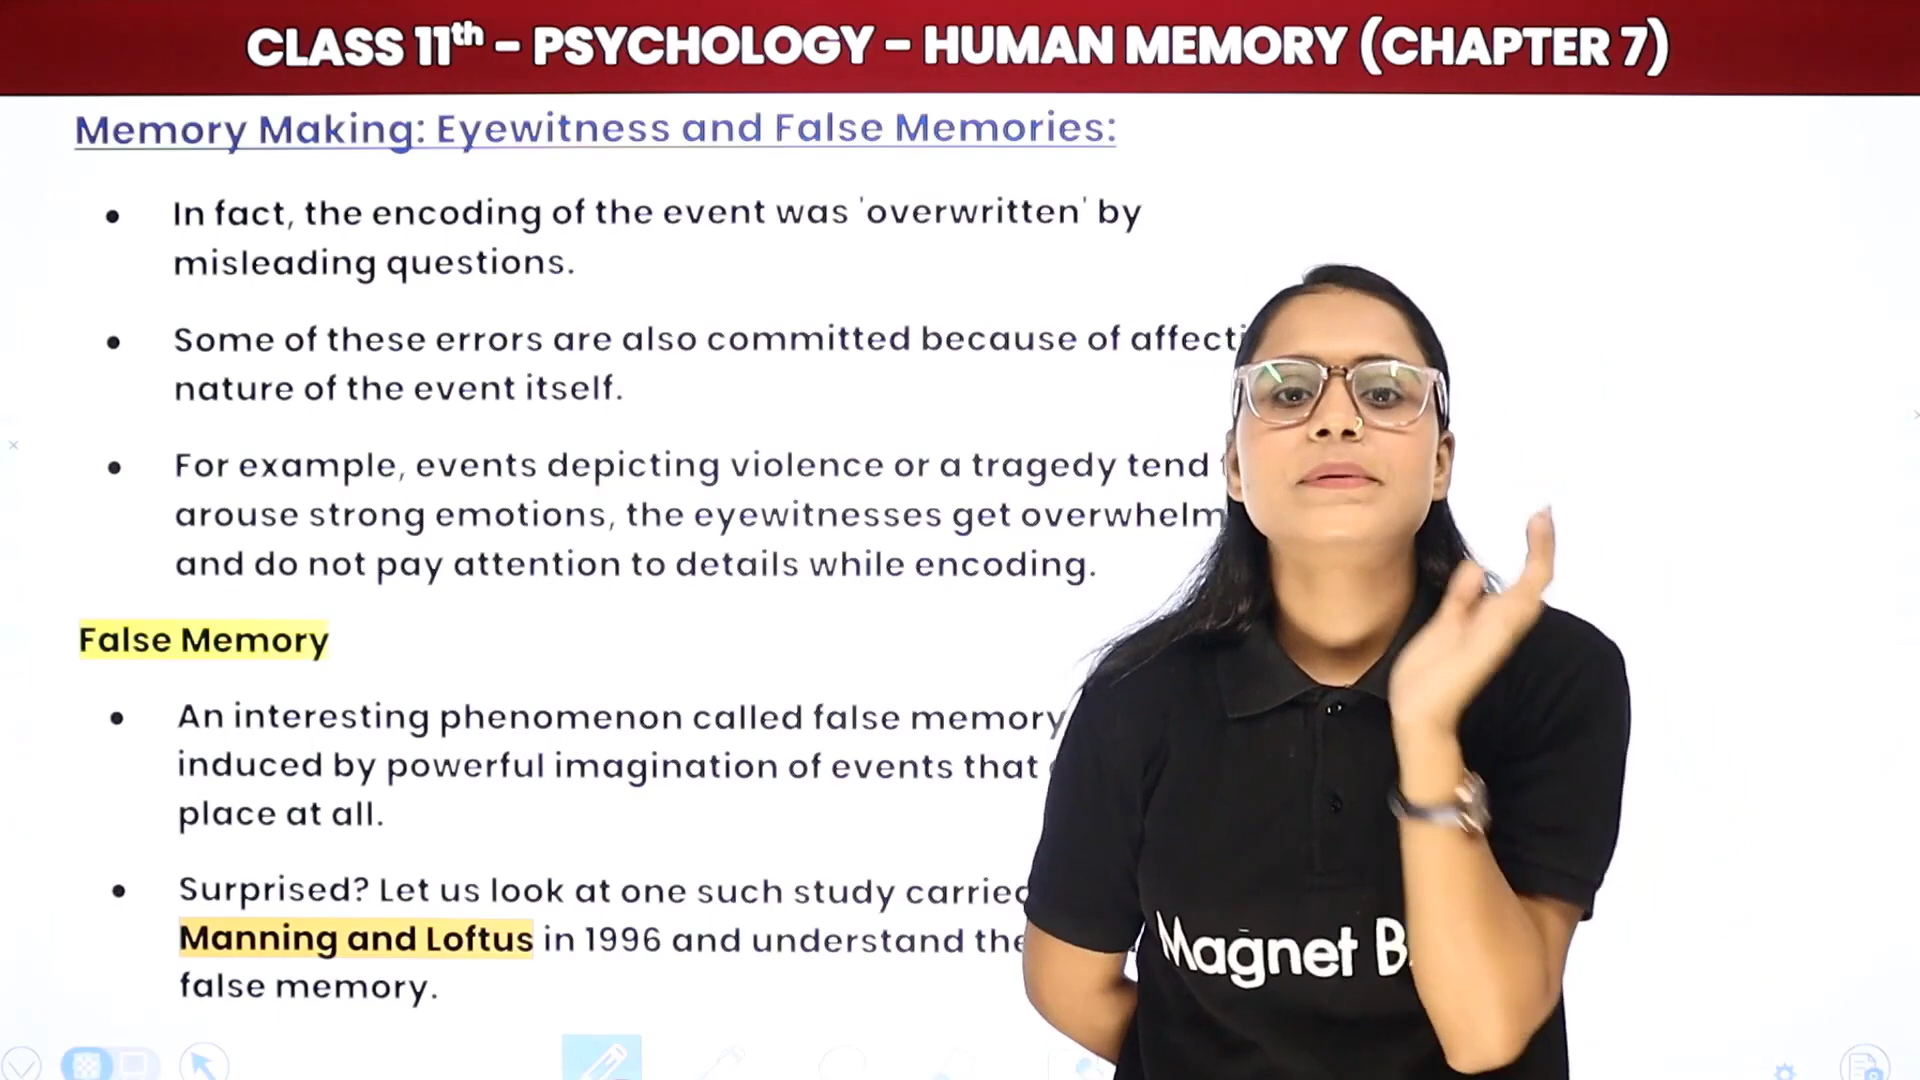 CLASS 11th – PSYCHOLOGY – HUMAN MEMORY (CHAPTER 7)
Memory Making: Eyewitness and False Memories:
• In fact, the encoding of the event was 'overwritten' by
misleading questions.
• Some of these errors are also committed because of
nature of the event itself.
• For example, events depicting violence or a tragedy tend
arouse strong emotions, the eyewitnesses get
and do not pay attention to details while encoding.
False Memory
• An interesting phenomenon called false memory
induced by powerful imagination of events that
place at all.
• Surprised? Let us look at one such study carried
Manning and Loftus in 1996 and understand the
false memory.
Magnet